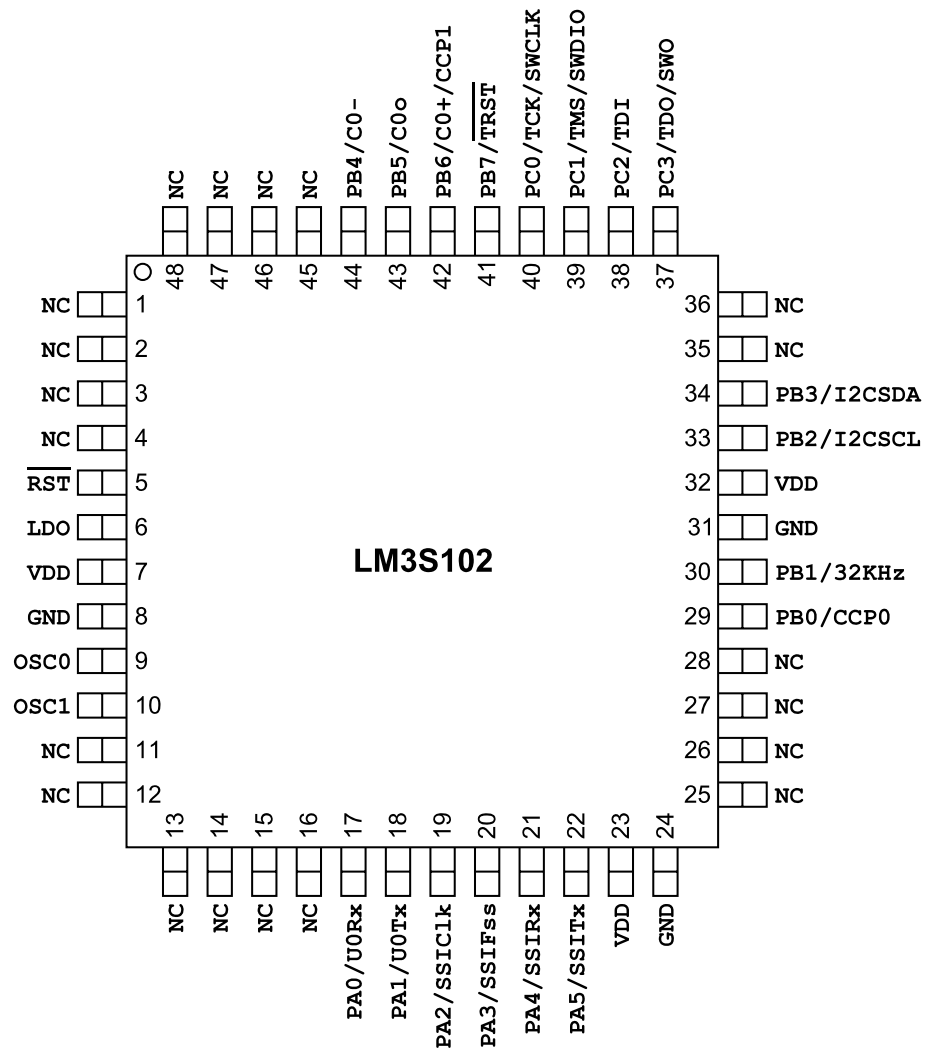 NC
NC
NC
NC
PB4/C0-
PB5/C0o
PB6/C0+/CCP1
PB7/TRST
PC0/TCK/SWCLK
PC1/TMS/SWDIO
PC2/TDI
PC3/TDO/SWO
48
47
46
45
44
43
42
41
40
39
38
37
NC 1
NC 2
NC 3
NC 4
RST 5
LDO 6
VDD 7
GND 8
OSC0 9
OSC1 10
NC 11
NC 12
LM3S102
36 NC
35 NC
34 PB3/I2CSDA
33 PB2/I2CSCL
32 VDD
31 GND
30 PB1/32KHz
29 PB0/CCP0
28 NC
27 NC
26 NC
25 NC
13
14
15
16
17
18
19
20
21
22
23
24
NC
NC
NC
NC
PA0/U0Rx
PA1/U0Tx
PA2/SSIClk
PA3/SSIFss
PA4/SSIRx
PA5/SSITx
VDD
GND